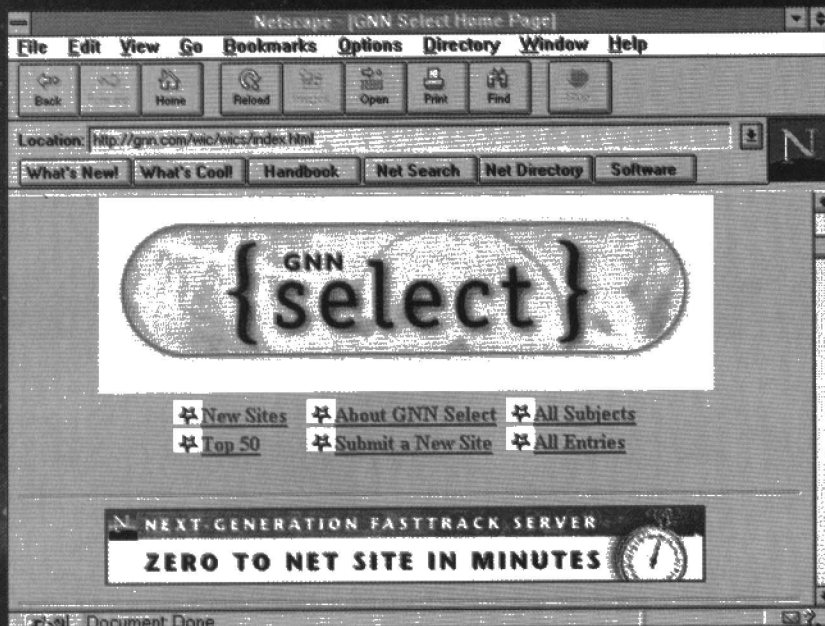 Netscape - [GNN Select Home Page]
File Edit View Go Bookmarks Options Directory Window Help
Back Home Reload Open Print Find
Location: http://gnn.com/wic/wics/index.html
What's New! What's Cool! Handbook Net Search Net Directory Software
GNN
{select}
New Sites About GNN Select All Subjects
Top 50 Submit a New Site All Entries
N NEXT-GENERATION FASTTRACK SERVER
ZERO TO NET SITE IN MINUTES
Document Done